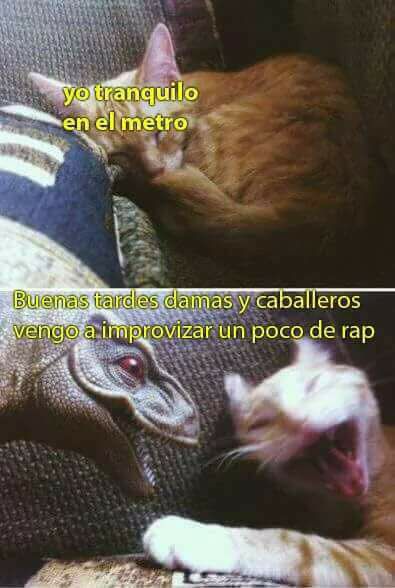 yo tranquilo
en el metro
Buenas tardes damas y caballeros
vengo a improvizar un poco de rap